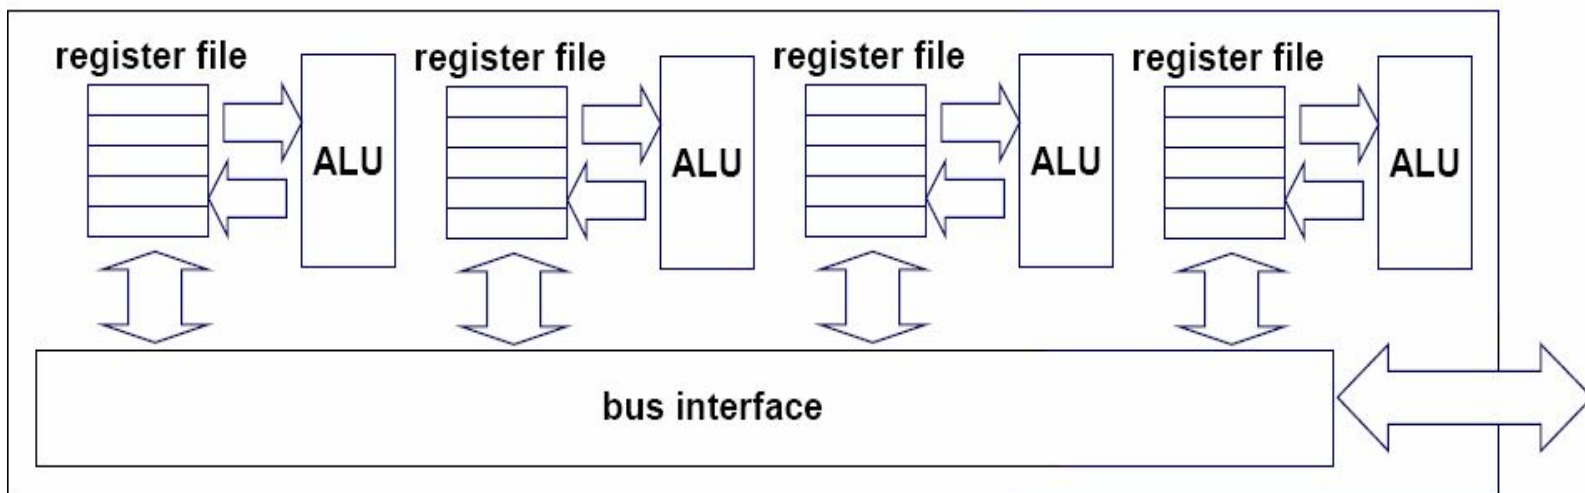 register file
register file
register file
register file
ALU
ALU
ALU
ALU
bus interface